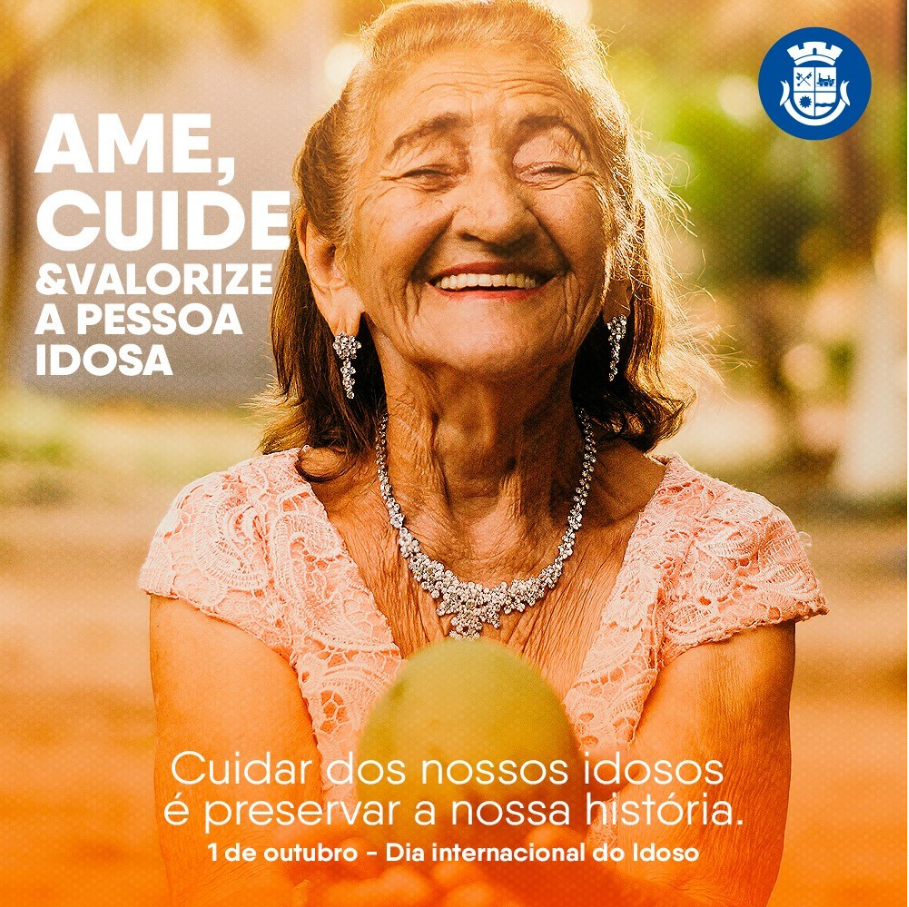 AME,
CUIDE
&VALORIZE
A PESSOA
IDOSA
Cuidar dos nossos idosos
é preservar a nossa história.
1 de outubro - Dia internacional do Idoso